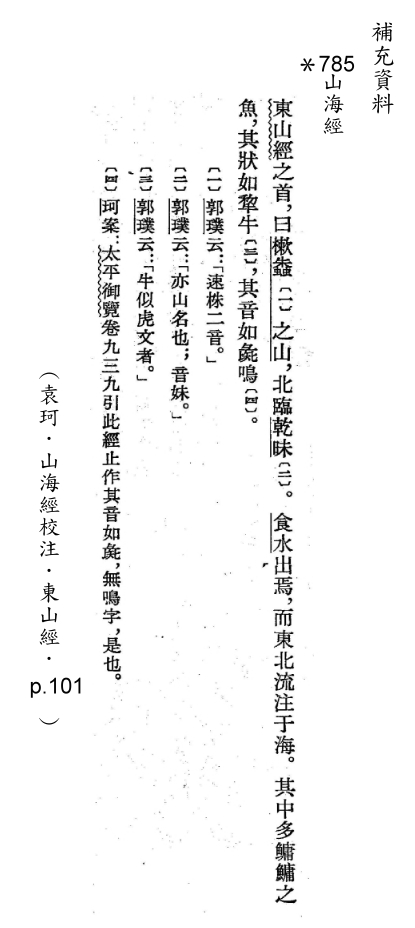 補充資料
＊785山海經
東山經之首，曰樕𧑤〔一〕之山，北臨乾昧〔二〕。食水出焉，而東北流注于海。其中多鱅鱅之
魚，其狀如犂牛〔三〕，其音如彘鳴〔四〕。
〔一〕郭璞云：「速株二音。」
〔二〕郭璞云：「亦山名也；音妹。」
〔三〕郭璞云：「牛似虎文者。」
〔四〕珂案：太平御覽卷九三九引此經止作其音如彘，無鳴字，是也。
（袁珂．山海經校注．東山經．p.101）